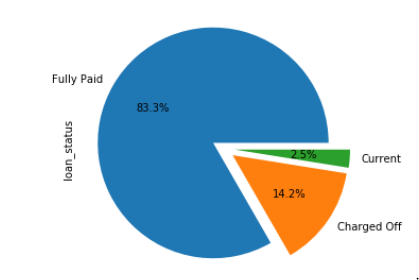 Fully Paid
83.3%
loan_status
2.5%
Current
14.2%
Charged Off